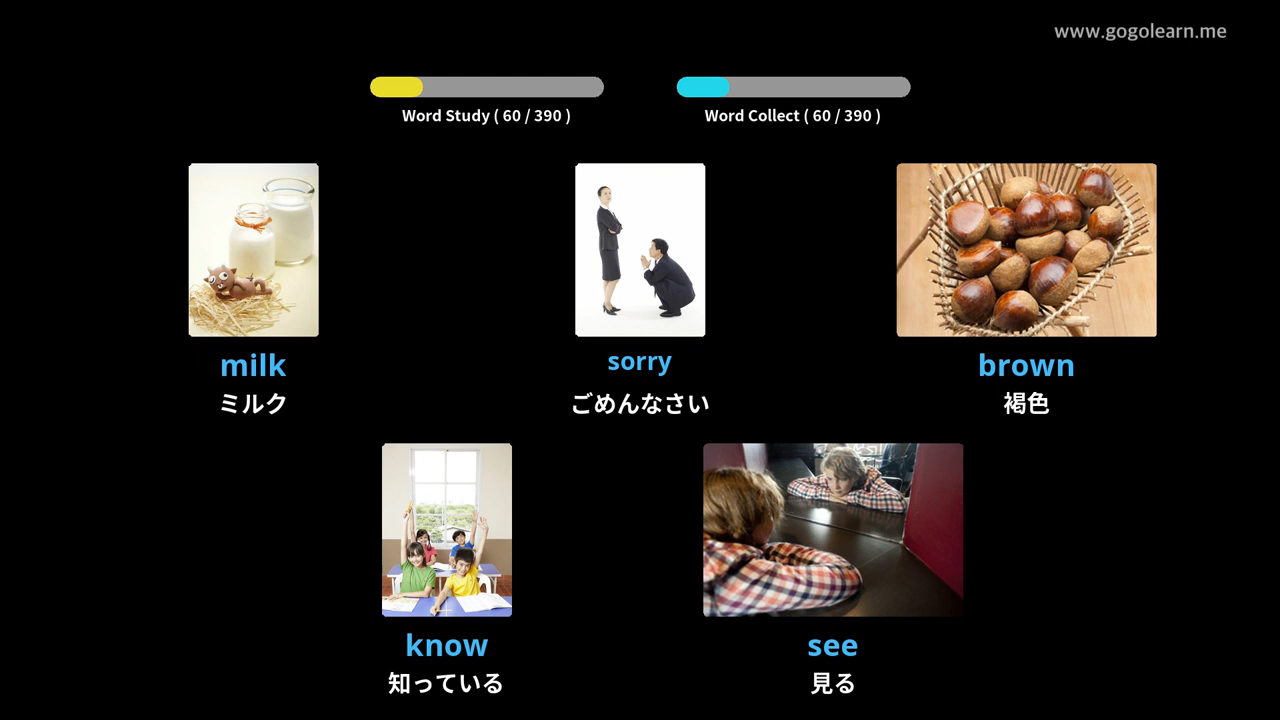 www.gogolearn.me
Word Study ( 60 / 390 )
Word Collect ( 60 / 390 )
milk
ミルク
sorry
ごめんなさい
brown
褐色
know
知っている
see
見る